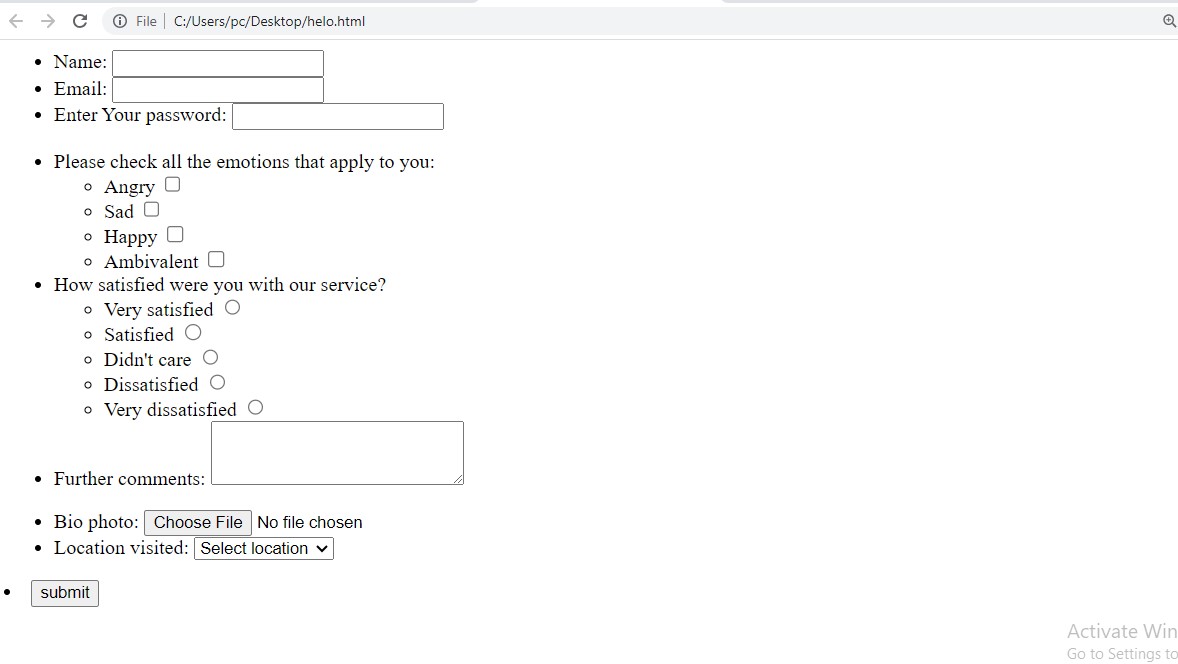 File C:/Users/pc/Desktop/helo.html
Name:
Email:
Enter Your password:
Please check all the emotions that apply to you:
Angry
Sad
Happy
Ambivalent
How satisfied were you with our service?
Very satisfied
Satisfied
Didn't care
Dissatisfied
Very dissatisfied
Further comments:
Bio photo: Choose File No file chosen
Location visited: Select location
submit
Activate Win
Go to Settings to